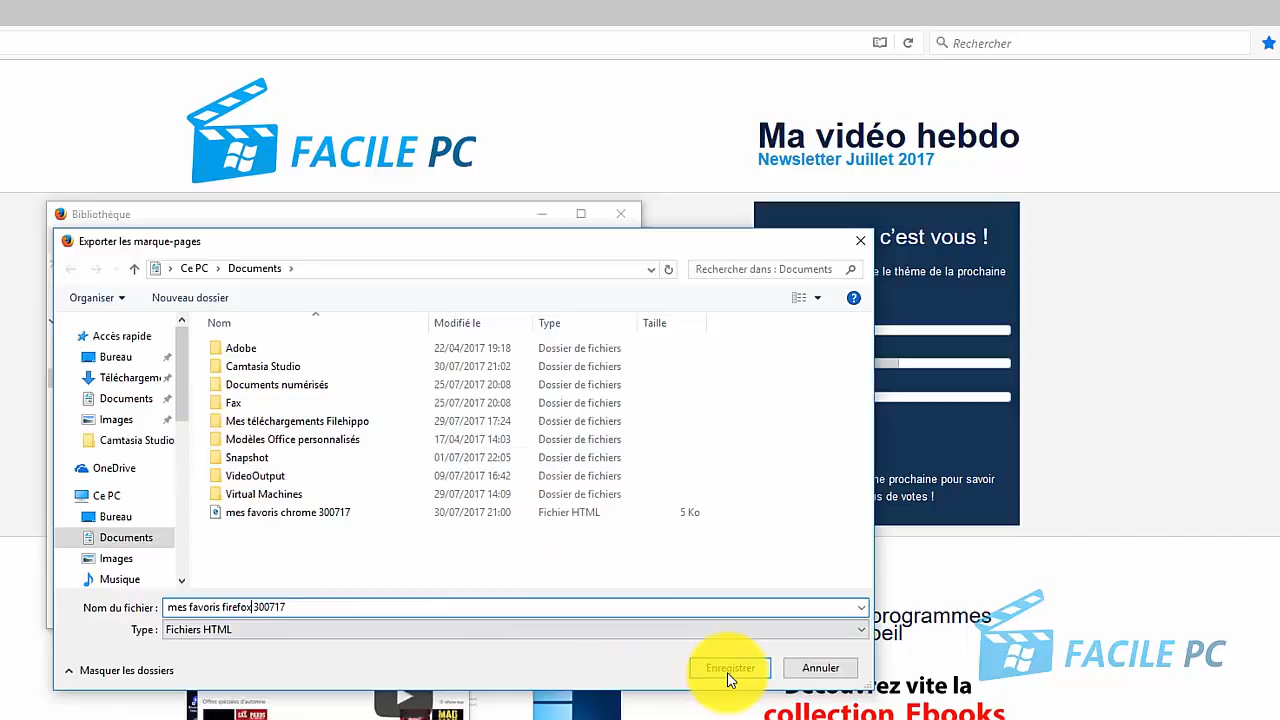 Rechercher
FACILE PC
Ma vidéo hebdo
Newsletter Juillet 2017
Bibliothèque
Exporter les marque-pages
c'est vous !
Ce PC
Documents
Rechercher dans : Documents
e le thème de la prochaine
Organiser
Nouveau dossier
Nom
Modifié le
Type
Taille
Accès rapide
Bureau
Téléchargem
Documents
Images
Camtasia Studio
OneDrive
Ce PC
Bureau
Documents
Images
Musique
Adobe 22/04/2017 19:18 Dossier de fichiers
Camtasia Studio 30/07/2017 21:02 Dossier de fichiers
Documents numérisés 25/07/2017 20:08 Dossier de fichiers
Fax 25/07/2017 20:08 Dossier de fichiers
Mes téléchargements Filehippo 29/07/2017 17:24 Dossier de fichiers
Modèles Office personnalisés 17/04/2017 14:03 Dossier de fichiers
Snapshot 01/07/2017 22:05 Dossier de fichiers
VideoOutput 09/07/2017 16:42 Dossier de fichiers
Virtual Machines 29/07/2017 14:09 Dossier de fichiers
mes favoris chrome 300717 30/07/2017 21:00 Fichier HTML 5 Ko
ne prochaine pour savoir
s de votes !
Nom du fichier : mes favoris firefox 300717
Type : Fichiers HTML
Masquer les dossiers
Enregistrer
Annuler
programmes
eil
FACILE PC
Découvrez vite la
collection Ebooks
Offres spéciales d'automne